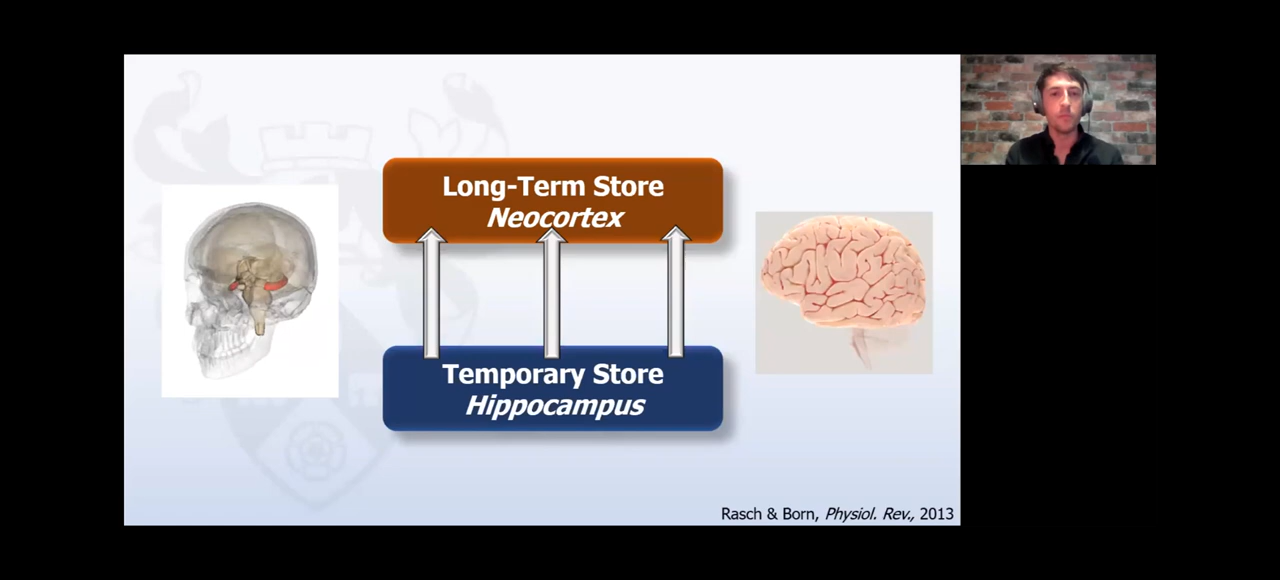 Long-Term Store
Neocortex
Temporary Store
Hippocampus
Rasch & Born, Physiol. Rev., 2013